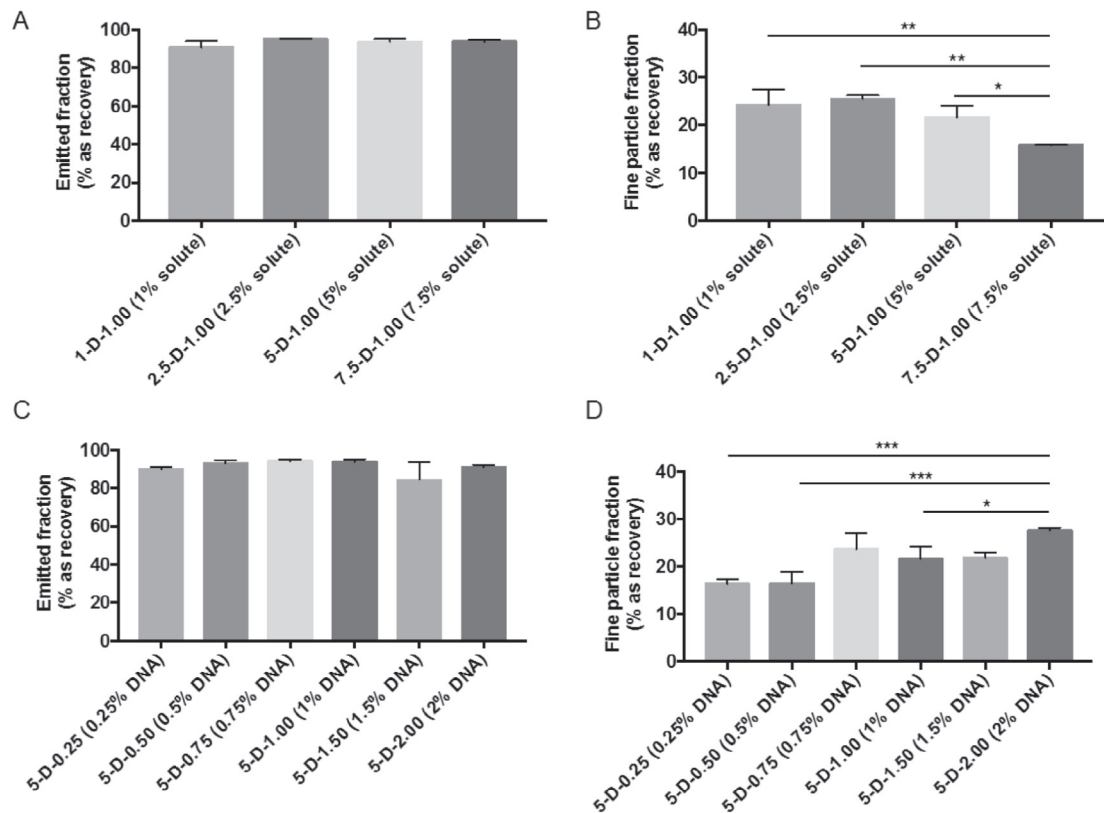 A
Emitted fraction
(% as recovery)
100
80
60
40
20
0
1-D-1.00 (1% solute)
2.5-D-1.00 (2.5% solute)
5-D-1.00 (5% solute)
7.5-D-1.00 (7.5% solute)
B
Fine particle fraction
(% as recovery)
40
30
20
10
0
**
**
*
1-D-1.00 (1% solute)
2.5-D-1.00 (2.5% solute)
5-D-1.00 (5% solute)
7.5-D-1.00 (7.5% solute)
C
Emitted fraction
(% as recovery)
100
80
60
40
20
0
5-D-0.25 (0.25% DNA)
5-D-0.50 (0.5% DNA)
5-D-0.75 (0.75% DNA)
5-D-1.00 (1% DNA)
5-D-1.50 (1.5% DNA)
5-D-2.00 (2% DNA)
D
Fine particle fraction
(% as recovery)
40
30
20
10
0
***
***
*
5-D-0.25 (0.25% DNA)
5-D-0.50 (0.5% DNA)
5-D-0.75 (0.75% DNA)
5-D-1.00 (1% DNA)
5-D-1.50 (1.5% DNA)
5-D-2.00 (2% DNA)